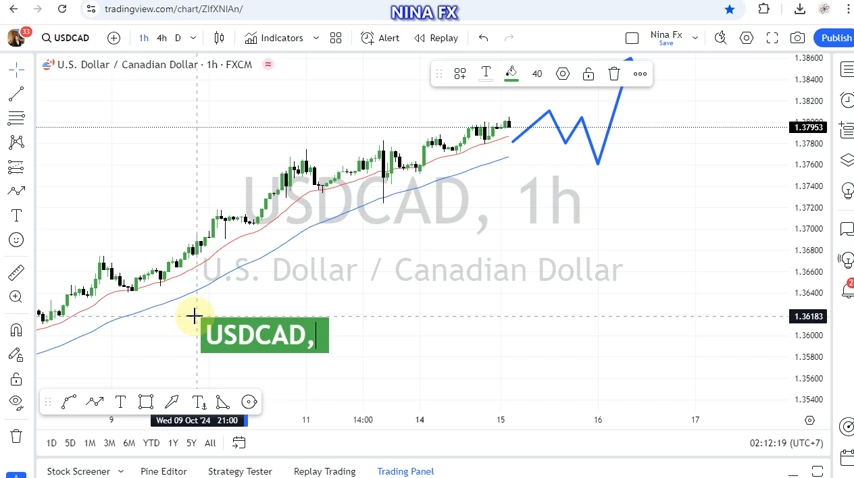 NINA FX
tradingview.com/chart/ZIfXNIAn/
33
USDCAD
1h 4h D
Indicators
Alert
Replay
Nina Fx
Save
Publish
U.S. Dollar / Canadian Dollar · 1h · FXCM
40
1.38600
1.38400
1.38200
1.37953
1.37800
1.37600
1.37400
1.37200
1.37000
1.36800
1.36600
1.36400
1.36183
1.36000
1.35800
1.35600
1.35400
USDCAD, 1h
U.S. Dollar / Canadian Dollar
USDCAD,
2
9
Wed 09 Oct '24 21:00
11
14:00
14
15
16
17
1D 5D 1M 3M 6M YTD 1Y 5Y All
02:12:19 (UTC+7)
Stock Screener
Pine Editor
Strategy Tester
Replay Trading
Trading Panel